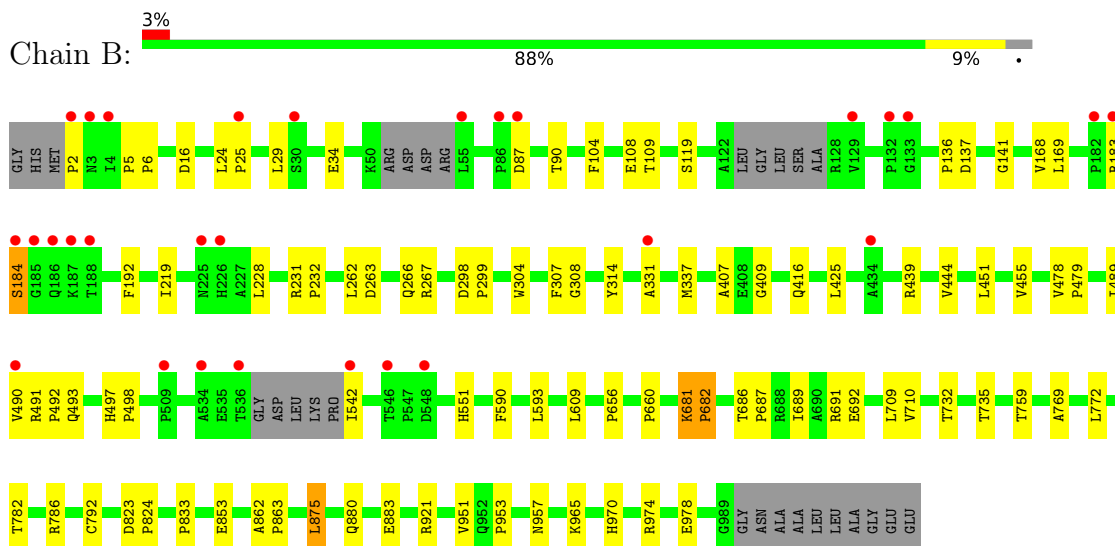 3%
Chain B:
88% 9% •
GLY HIS MET P2 N3 I4 P5 P6 D16 L24 P25 L29 S30 E34 K50 ARG ASP ASP ARG L55 P86 D87 T90 F104 E108 T109 S119 A122 LEU GLY LEU SER ALA R128 V129 P132 G133 P136 D137 G141 V168 L169 P182 R183
S184 G185 Q186 K187 T188 F192 I219 N225 H226 A227 L228 R231 P232 L262 D263 Q266 R267 D298 P299 W304 F307 G308 Y314 A331 M337 A407 E408 G409 Q416 L425 A434 R439 V444 L451 V455 V478 P479 I489
V490 R491 P492 Q493 H497 P498 P509 A534 E535 T536 GLY ASP LEU LYS PRO I542 T546 P547 D548 H551 F590 L593 L609 P656 P660 K681 P682 T686 P687 R688 I689 A690 R691 E692 L709 V710 T732 T735 T759 A769 L772
T782 R786 C792 D823 P824 P833 E853 A862 P863 L875 Q880 E883 R921 V951 Q952 P953 N957 K965 H970 R974 E978 G989 GLY ASN ALA ALA LEU LEU ALA GLY GLU GLU